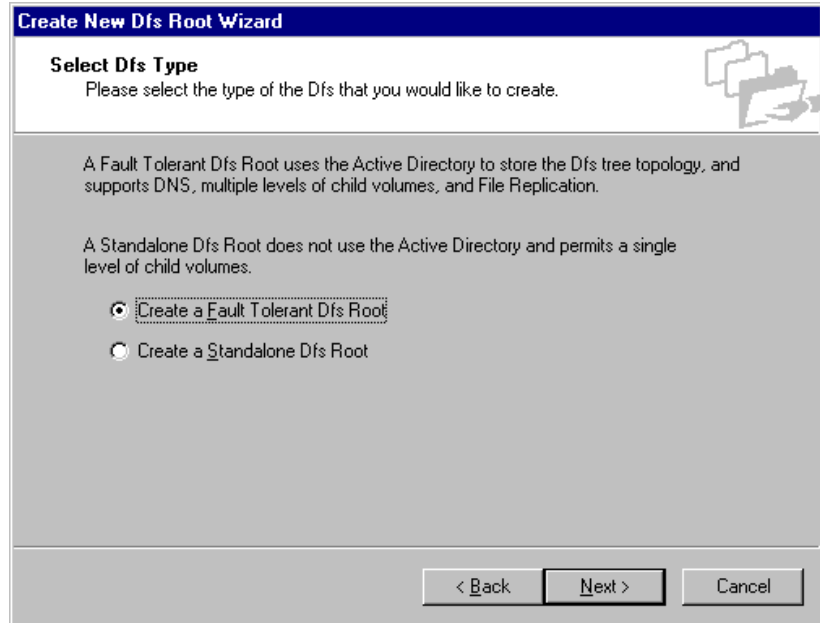 Create New Dfs Root Wizard
Select Dfs Type
Please select the type of the Dfs that you would like to create.
A Fault Tolerant Dfs Root uses the Active Directory to store the Dfs tree topology, and
supports DNS, multiple levels of child volumes, and File Replication.
A Standalone Dfs Root does not use the Active Directory and permits a single
level of child volumes.
Create a Fault Tolerant Dfs Root
Create a Standalone Dfs Root
< Back Next > Cancel